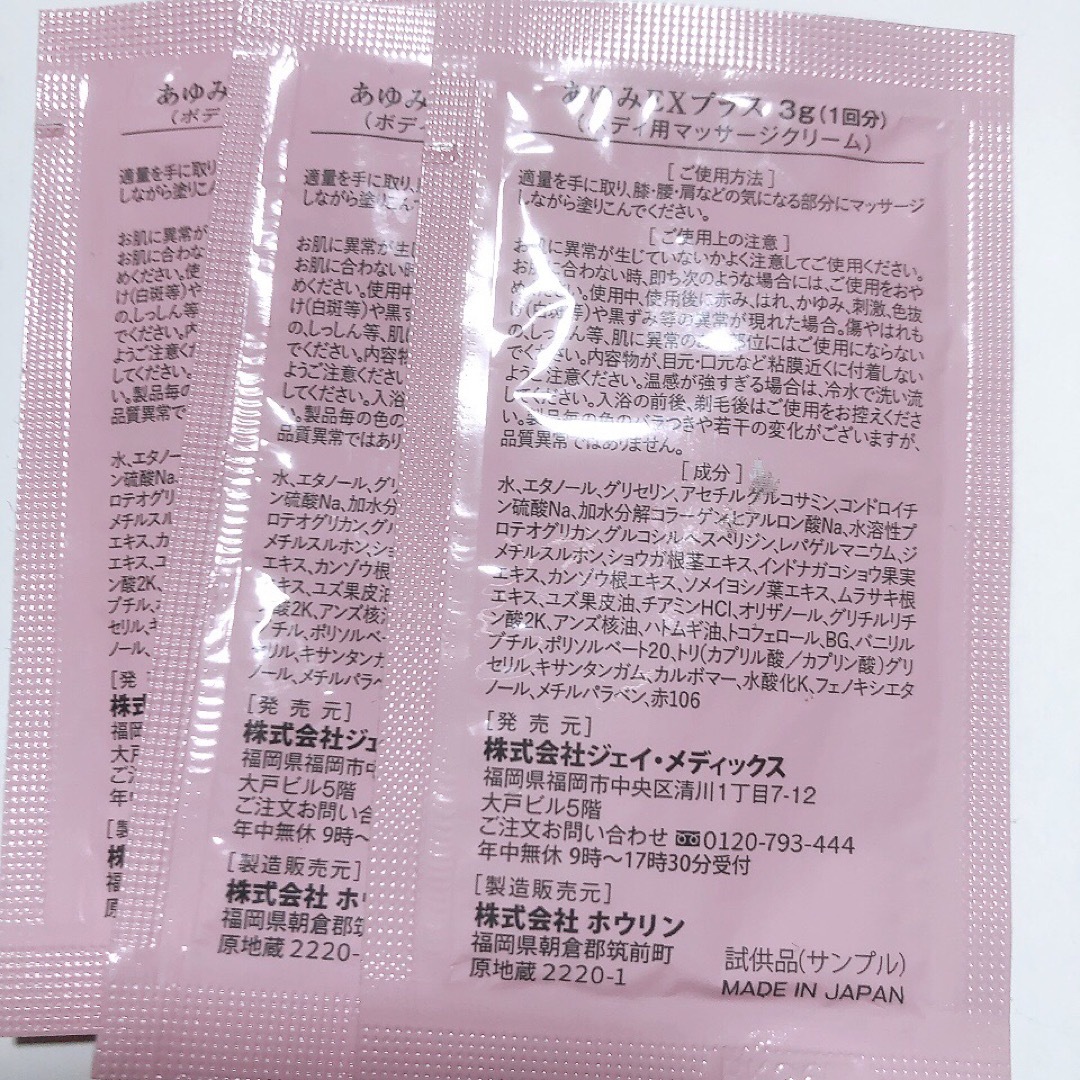 あゆみEXプラス 3g(1回分)
(ボディ用マッサージクリーム)
[ご使用方法]
適量を手に取り、膝・腰・肩などの気になる部分にマッサージ
しながら塗りこんでください。
[ご使用上の注意]
お肌に異常が生じていないかよく注意してご使用ください。
お肌に合わない時、即ち次のような場合には、ご使用をおや
めください。使用中、使用後に赤み、はれ、かゆみ、刺激、色抜
け(白斑等)や黒ずみ等の異常が現れた場合。傷やはれも
の、しっしん等、肌に異常のある部位にはご使用にならない
でください。内容物が、目元・口元など粘膜近くに付着しない
ようご注意ください。温感が強すぎる場合は、冷水で洗い流
してください。入浴の前後、剃毛後はご使用をお控えくださ
い。製品毎の色のバラつきや若干の変化がございますが、
品質異常ではありません。
[成分]
水、エタノール、グリセリン、アセチルグルコサミン、コンドロイチ
ン硫酸Na、加水分解コラーゲン、ヒアルロン酸Na、水溶性プ
ロテオグリカン、グルコシルヘスペリジン、レパゲルマニウム、ジ
メチルスルホン、ショウガ根茎エキス、インドナガコショウ果実
エキス、カンゾウ根エキス、ソメイヨシノ葉エキス、ムラサキ根
エキス、ユズ果皮油、チアミンHCl、オリザノール、グリチルリチ
ン酸2K、アンズ核油、ハトムギ油、トコフェロール、BG、バニリル
ブチル、ポリソルベート20、トリ(カプリル酸／カプリン酸)グリ
セリル、キサンタンガム、カルボマー、水酸化K、フェノキシエタ
ノール、メチルパラベン、赤106
[発売元]
株式会社ジェイ・メディックス
福岡県福岡市中央区清川1丁目7-12
大戸ビル5階
ご注文お問い合わせ 0120-793-444
年中無休 9時～17時30分受付
[製造販売元]
株式会社 ホウリン
福岡県朝倉郡筑前町
原地蔵 2220-1
試供品(サンプル)
MADE IN JAPAN